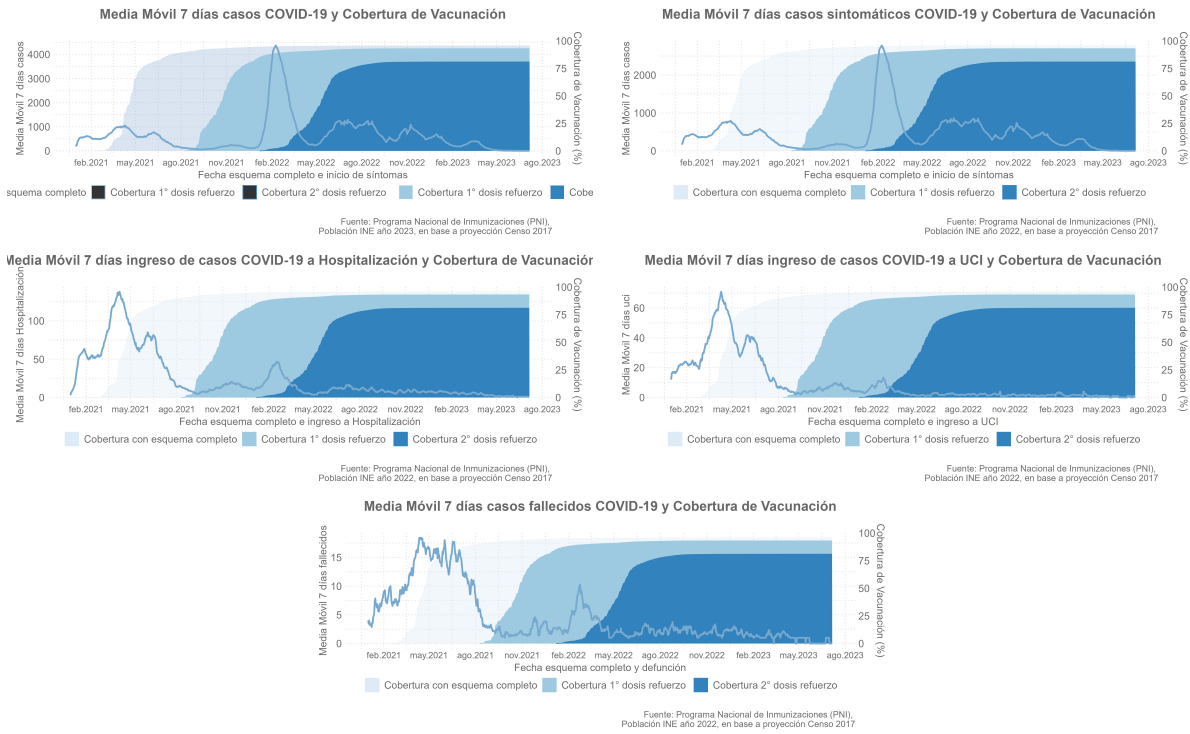 Media Móvil 7 días casos COVID-19 y Cobertura de Vacunación
Media Móvil 7 días casos
4000
3000
2000
1000
0
100
75
50
25
0
Cobertura de Vacunación (%)
feb.2021 may.2021 ago.2021 nov.2021 feb.2022 may.2022 ago.2022 nov.2022 feb.2023 may.2023 ago.2023
Fecha esquema completo e inicio de síntomas
squema completo Cobertura 1° dosis refuerzo Cobertura 2° dosis refuerzo Cobertura 1° dosis refuerzo Cobe
Fuente: Programa Nacional de Inmunizaciones (PNI),
Población INE año 2023, en base a proyección Censo 2017
Media Móvil 7 días casos sintomáticos COVID-19 y Cobertura de Vacunación
Media Móvil 7 días casos
2000
1000
0
100
75
50
25
0
Cobertura de Vacunación (%)
feb.2021 may.2021 ago.2021 nov.2021 feb.2022 may.2022 ago.2022 nov.2022 feb.2023 may.2023 ago.2023
Fecha esquema completo e inicio de síntomas
Cobertura con esquema completo Cobertura 1° dosis refuerzo Cobertura 2° dosis refuerzo
Fuente: Programa Nacional de Inmunizaciones (PNI),
Población INE año 2022, en base a proyección Censo 2017
Media Móvil 7 días ingreso de casos COVID-19 a Hospitalización y Cobertura de Vacunación
Media Móvil 7 días Hospitalización
100
50
0
100
75
50
25
0
Cobertura de Vacunación (%)
feb.2021 may.2021 ago.2021 nov.2021 feb.2022 may.2022 ago.2022 nov.2022 feb.2023 may.2023 ago.2023
Fecha esquema completo e ingreso a Hospitalización
Cobertura con esquema completo Cobertura 1° dosis refuerzo Cobertura 2° dosis refuerzo
Fuente: Programa Nacional de Inmunizaciones (PNI),
Población INE año 2022, en base a proyección Censo 2017
Media Móvil 7 días ingreso de casos COVID-19 a UCI y Cobertura de Vacunación
Media Móvil 7 días uci
60
40
20
0
100
75
50
25
0
Cobertura de Vacunación (%)
feb.2021 may.2021 ago.2021 nov.2021 feb.2022 may.2022 ago.2022 nov.2022 feb.2023 may.2023 ago.2023
Fecha esquema completo e ingreso a UCI
Cobertura con esquema completo Cobertura 1° dosis refuerzo Cobertura 2° dosis refuerzo
Fuente: Programa Nacional de Inmunizaciones (PNI),
Población INE año 2022, en base a proyección Censo 2017
Media Móvil 7 días casos fallecidos COVID-19 y Cobertura de Vacunación
Media Móvil 7 días fallecidos
15
10
5
0
100
75
50
25
0
Cobertura de Vacunación (%)
feb.2021 may.2021 ago.2021 nov.2021 feb.2022 may.2022 ago.2022 nov.2022 feb.2023 may.2023 ago.2023
Fecha esquema completo y defunción
Cobertura con esquema completo Cobertura 1° dosis refuerzo Cobertura 2° dosis refuerzo
Fuente: Programa Nacional de Inmunizaciones (PNI),
Población INE año 2022, en base a proyección Censo 2017